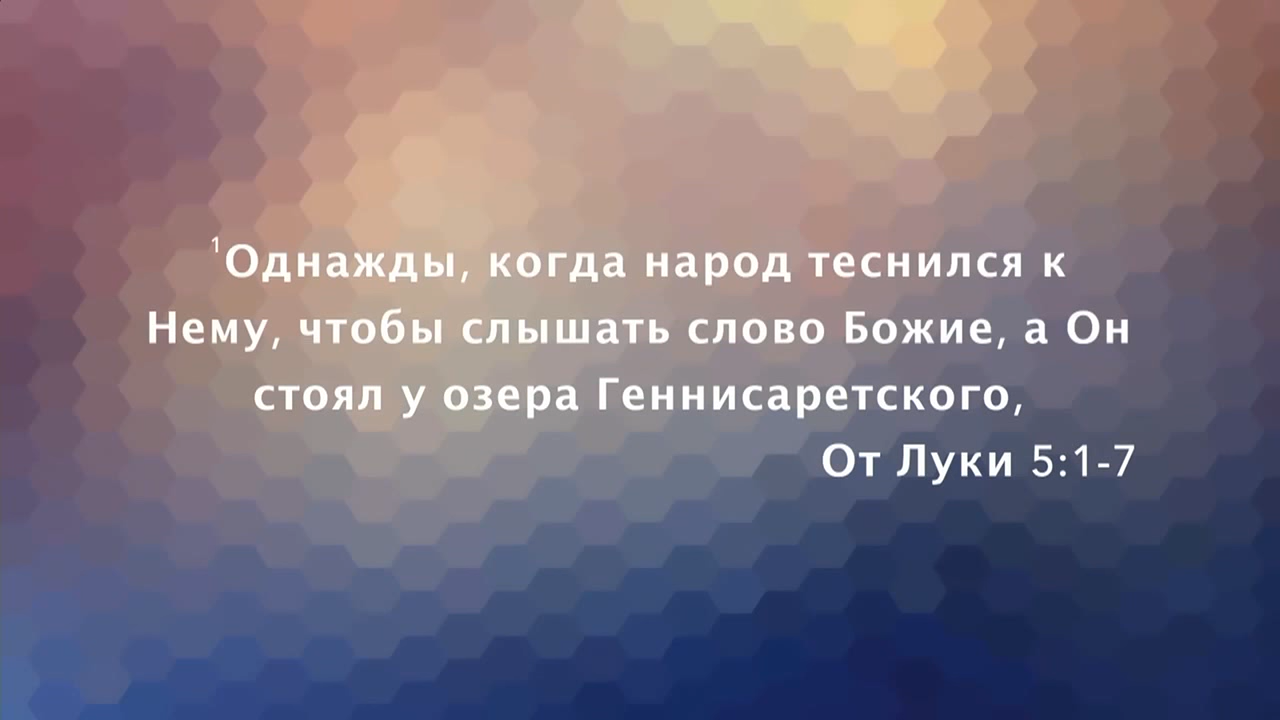 ¹Однажды, когда народ теснился к
Нему, чтобы слышать слово Божие, а Он
стоял у озера Геннисаретского,
От Луки 5:1-7